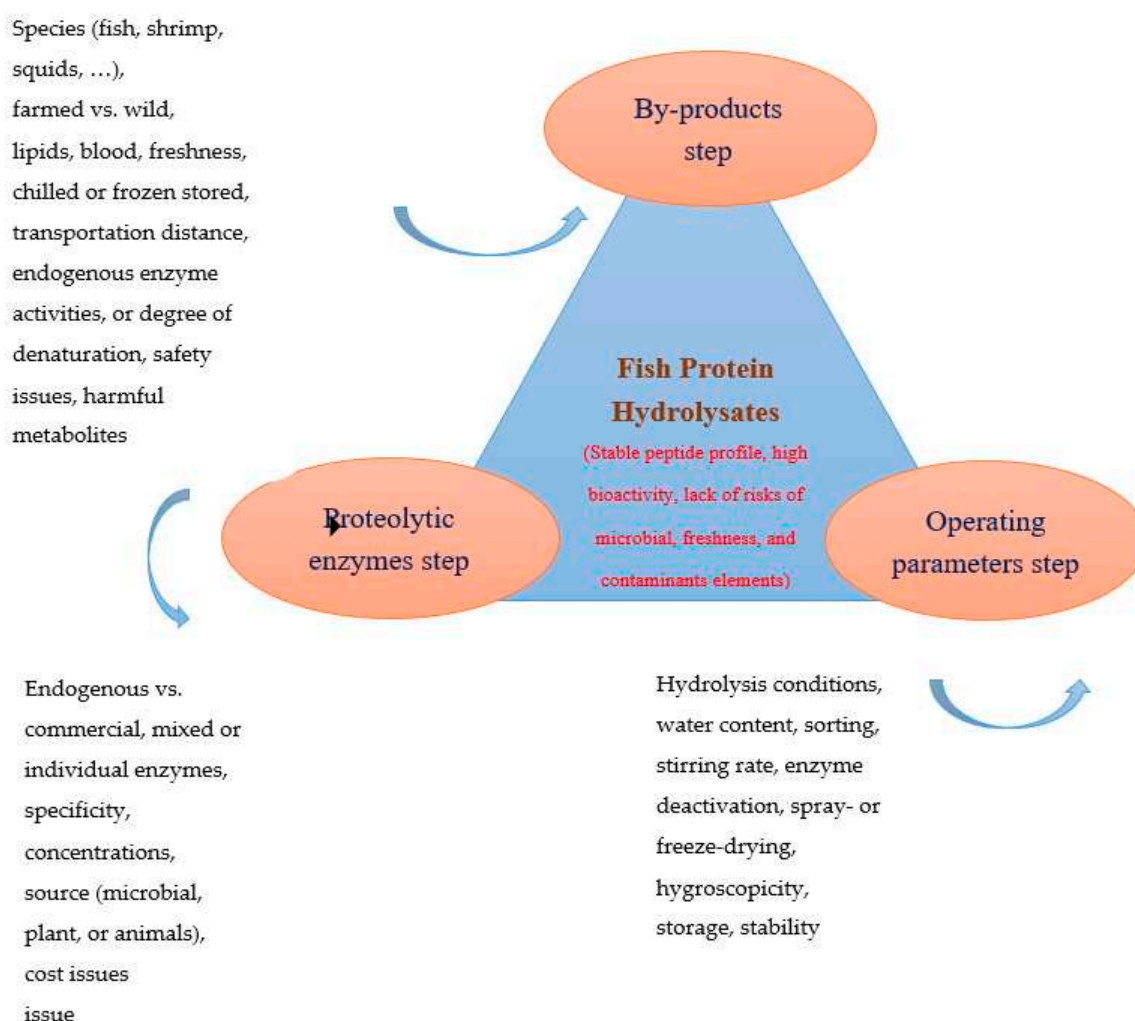 Species (fish, shrimp,
squids, …),
farmed vs. wild,
lipids, blood, freshness,
chilled or frozen stored,
transportation distance,
endogenous enzyme
activities, or degree of
denaturation, safety
issues, harmful
metabolites
By-products
step
Fish Protein
Hydrolysates
(Stable peptide profile, high
bioactivity, lack of risks of
microbial, freshness, and
contaminants elements)
Proteolytic
enzymes step
Operating
parameters step
Endogenous vs.
commercial, mixed or
individual enzymes,
specificity,
concentrations,
source (microbial,
plant, or animals),
cost issues
issue
Hydrolysis conditions,
water content, sorting,
stirring rate, enzyme
deactivation, spray- or
freeze-drying,
hygroscopicity,
storage, stability